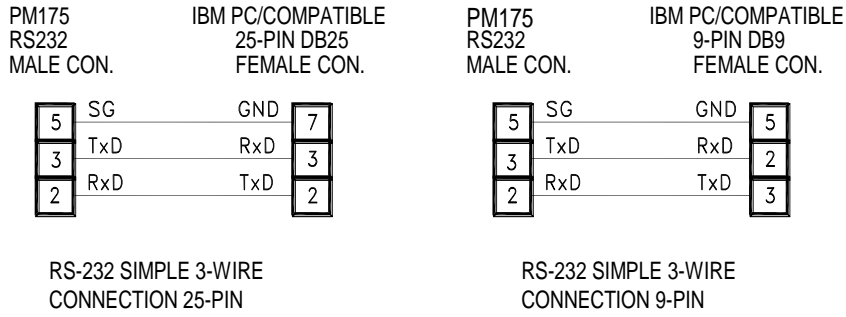 PM175 IBM PC/COMPATIBLE
RS232 25-PIN DB25
MALE CON. FEMALE CON.
5 SG GND 7
3 TxD RxD 3
2 RxD TxD 2
RS-232 SIMPLE 3-WIRE
CONNECTION 25-PIN
PM175 IBM PC/COMPATIBLE
RS232 9-PIN DB9
MALE CON. FEMALE CON.
5 SG GND 5
3 TxD RxD 2
2 RxD TxD 3
RS-232 SIMPLE 3-WIRE
CONNECTION 9-PIN